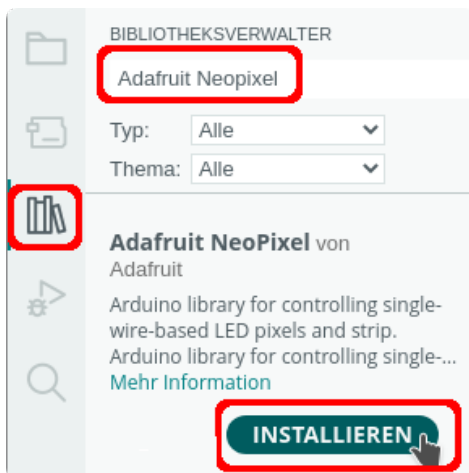 BIBLIOTHEKSVERWALTER
Adafruit Neopixel
Typ: Alle
Thema: Alle
Adafruit NeoPixel von
Adafruit
Arduino library for controlling single-
wire-based LED pixels and strip.
Arduino library for controlling single-...
Mehr Information
INSTALLIEREN